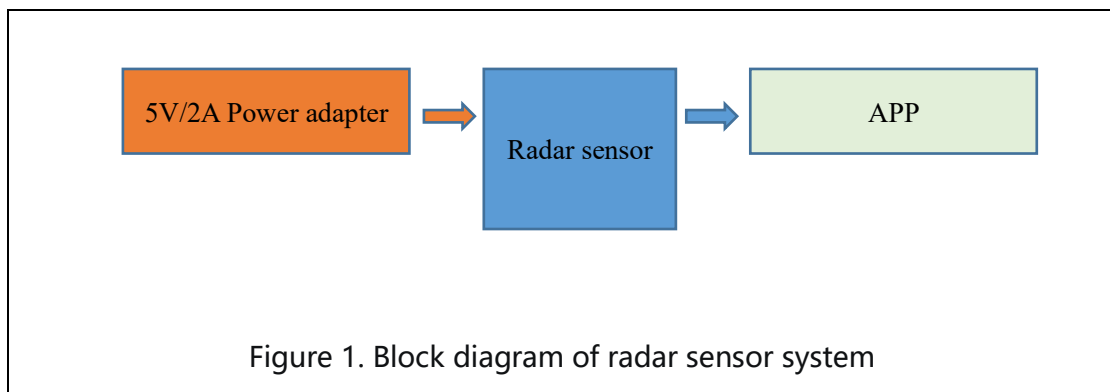 5V/2A Power adapter
Radar sensor
APP
Figure 1. Block diagram of radar sensor system